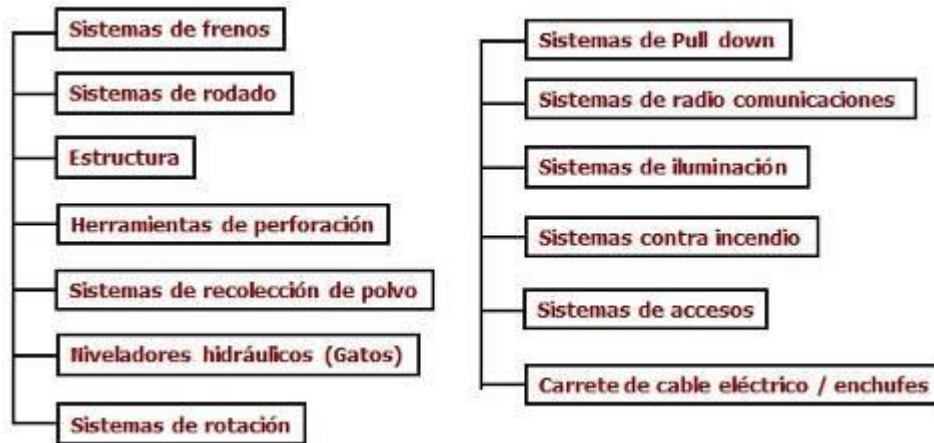 Sistemas de frenos
Sistemas de rodado
Estructura
Herramientas de perforación
Sistemas de recolección de polvo
Niveladores hidráulicos (Gatos)
Sistemas de rotación
Sistemas de Pull down
Sistemas de radio comunicaciones
Sistemas de iluminación
Sistemas contra incendio
Sistemas de accesos
Carrete de cable eléctrico / enchufes